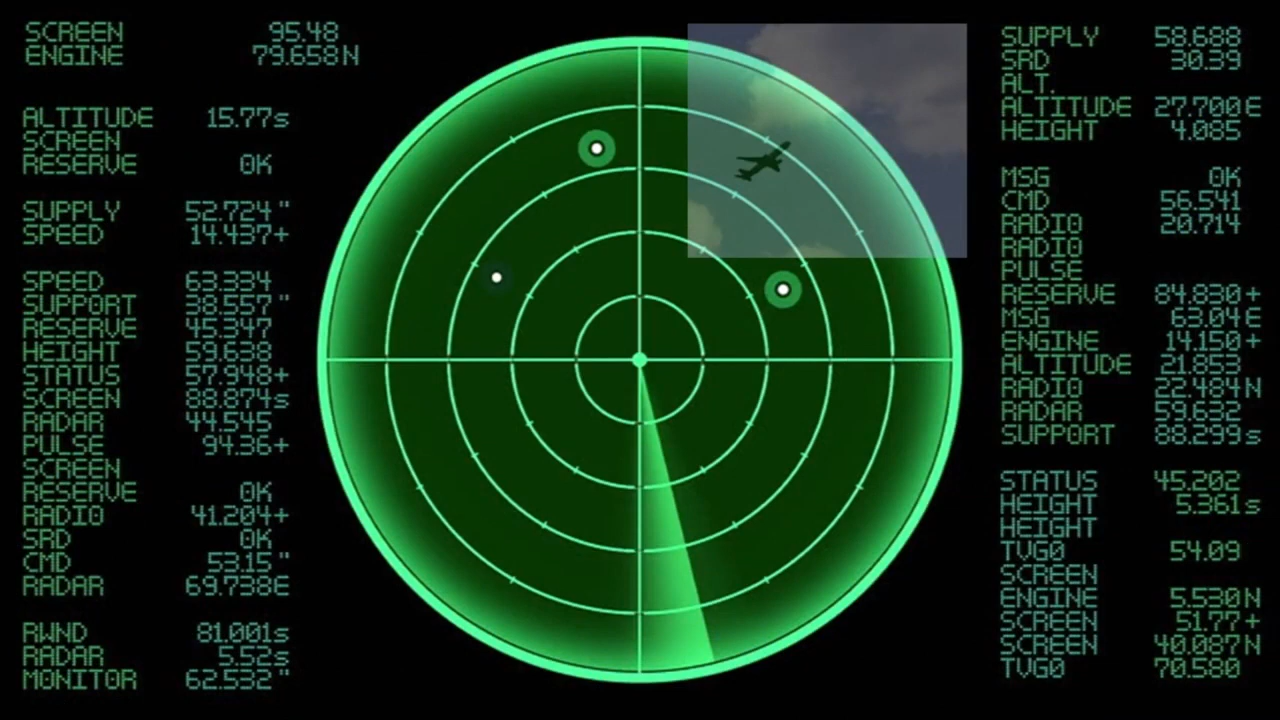 SCREEN 95.48
ENGINE 79.658N
ALTITUDE 15.77s
SCREEN
RESERVE 0K
SUPPLY 52.724"
SPEED 14.437+
SPEED 63.334
SUPPORT 38.557"
RESERVE 45.347
HEIGHT 59.638
STATUS 57.948+
SCREEN 88.874s
RADAR 44.545
PULSE 94.36+
SCREEN
RESERVE 0K
RADIO 41.204+
SRD 0K
CMD 53.15"
RADAR 69.738E
RWND 81.001s
RADAR 5.52s
MONITOR 62.532"
SUPPLY 58.688
SRD 30.39
ALT.
ALTITUDE 27.700E
HEIGHT 4.085
MSG 0K
CMD 56.541
RADIO 20.714
RADIO
PULSE
RESERVE 84.830+
MSG 63.04E
ENGINE 14.150+
ALTITUDE 21.853
RADIO 22.484N
RADAR 59.632
SUPPORT 88.299s
STATUS 45.202
HEIGHT 5.361s
HEIGHT
TVG0 54.09
SCREEN
ENGINE 5.530N
SCREEN 51.77+
SCREEN 40.087N
TVG0 70.580